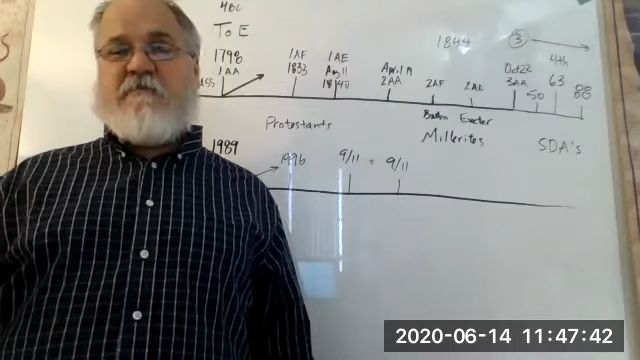 486
To E
1844 3
1798 1AF 1AE 4th
1AA 1833 Aug 11 April 19 Oct 22 63
1840 2AA 2AF 2AE 3AA 50 88
Boston Exeter
Protestants Millerites SDA's
1989 1996 9/11 + 9/11
2020-06-14 11:47:42